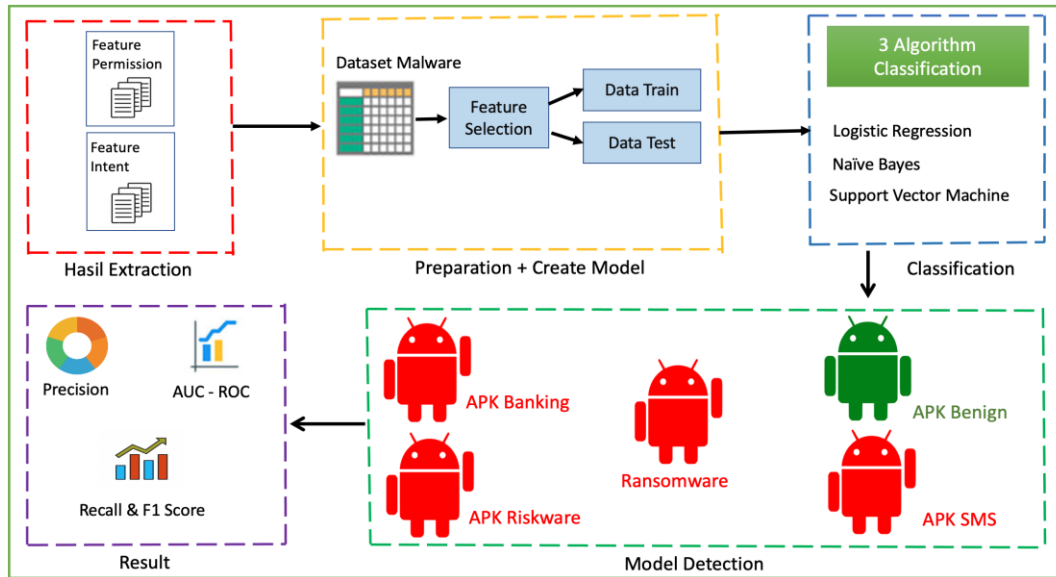 Feature
Permission
Feature
Intent
Hasil Extraction
Dataset Malware
Feature
Selection
Data Train
Data Test
Preparation + Create Model
3 Algorithm
Classification
Logistic Regression
Naïve Bayes
Support Vector Machine
Classification
Precision
AUC - ROC
Recall & F1 Score
Result
APK Banking
APK Riskware
Ransomware
APK Benign
APK SMS
Model Detection